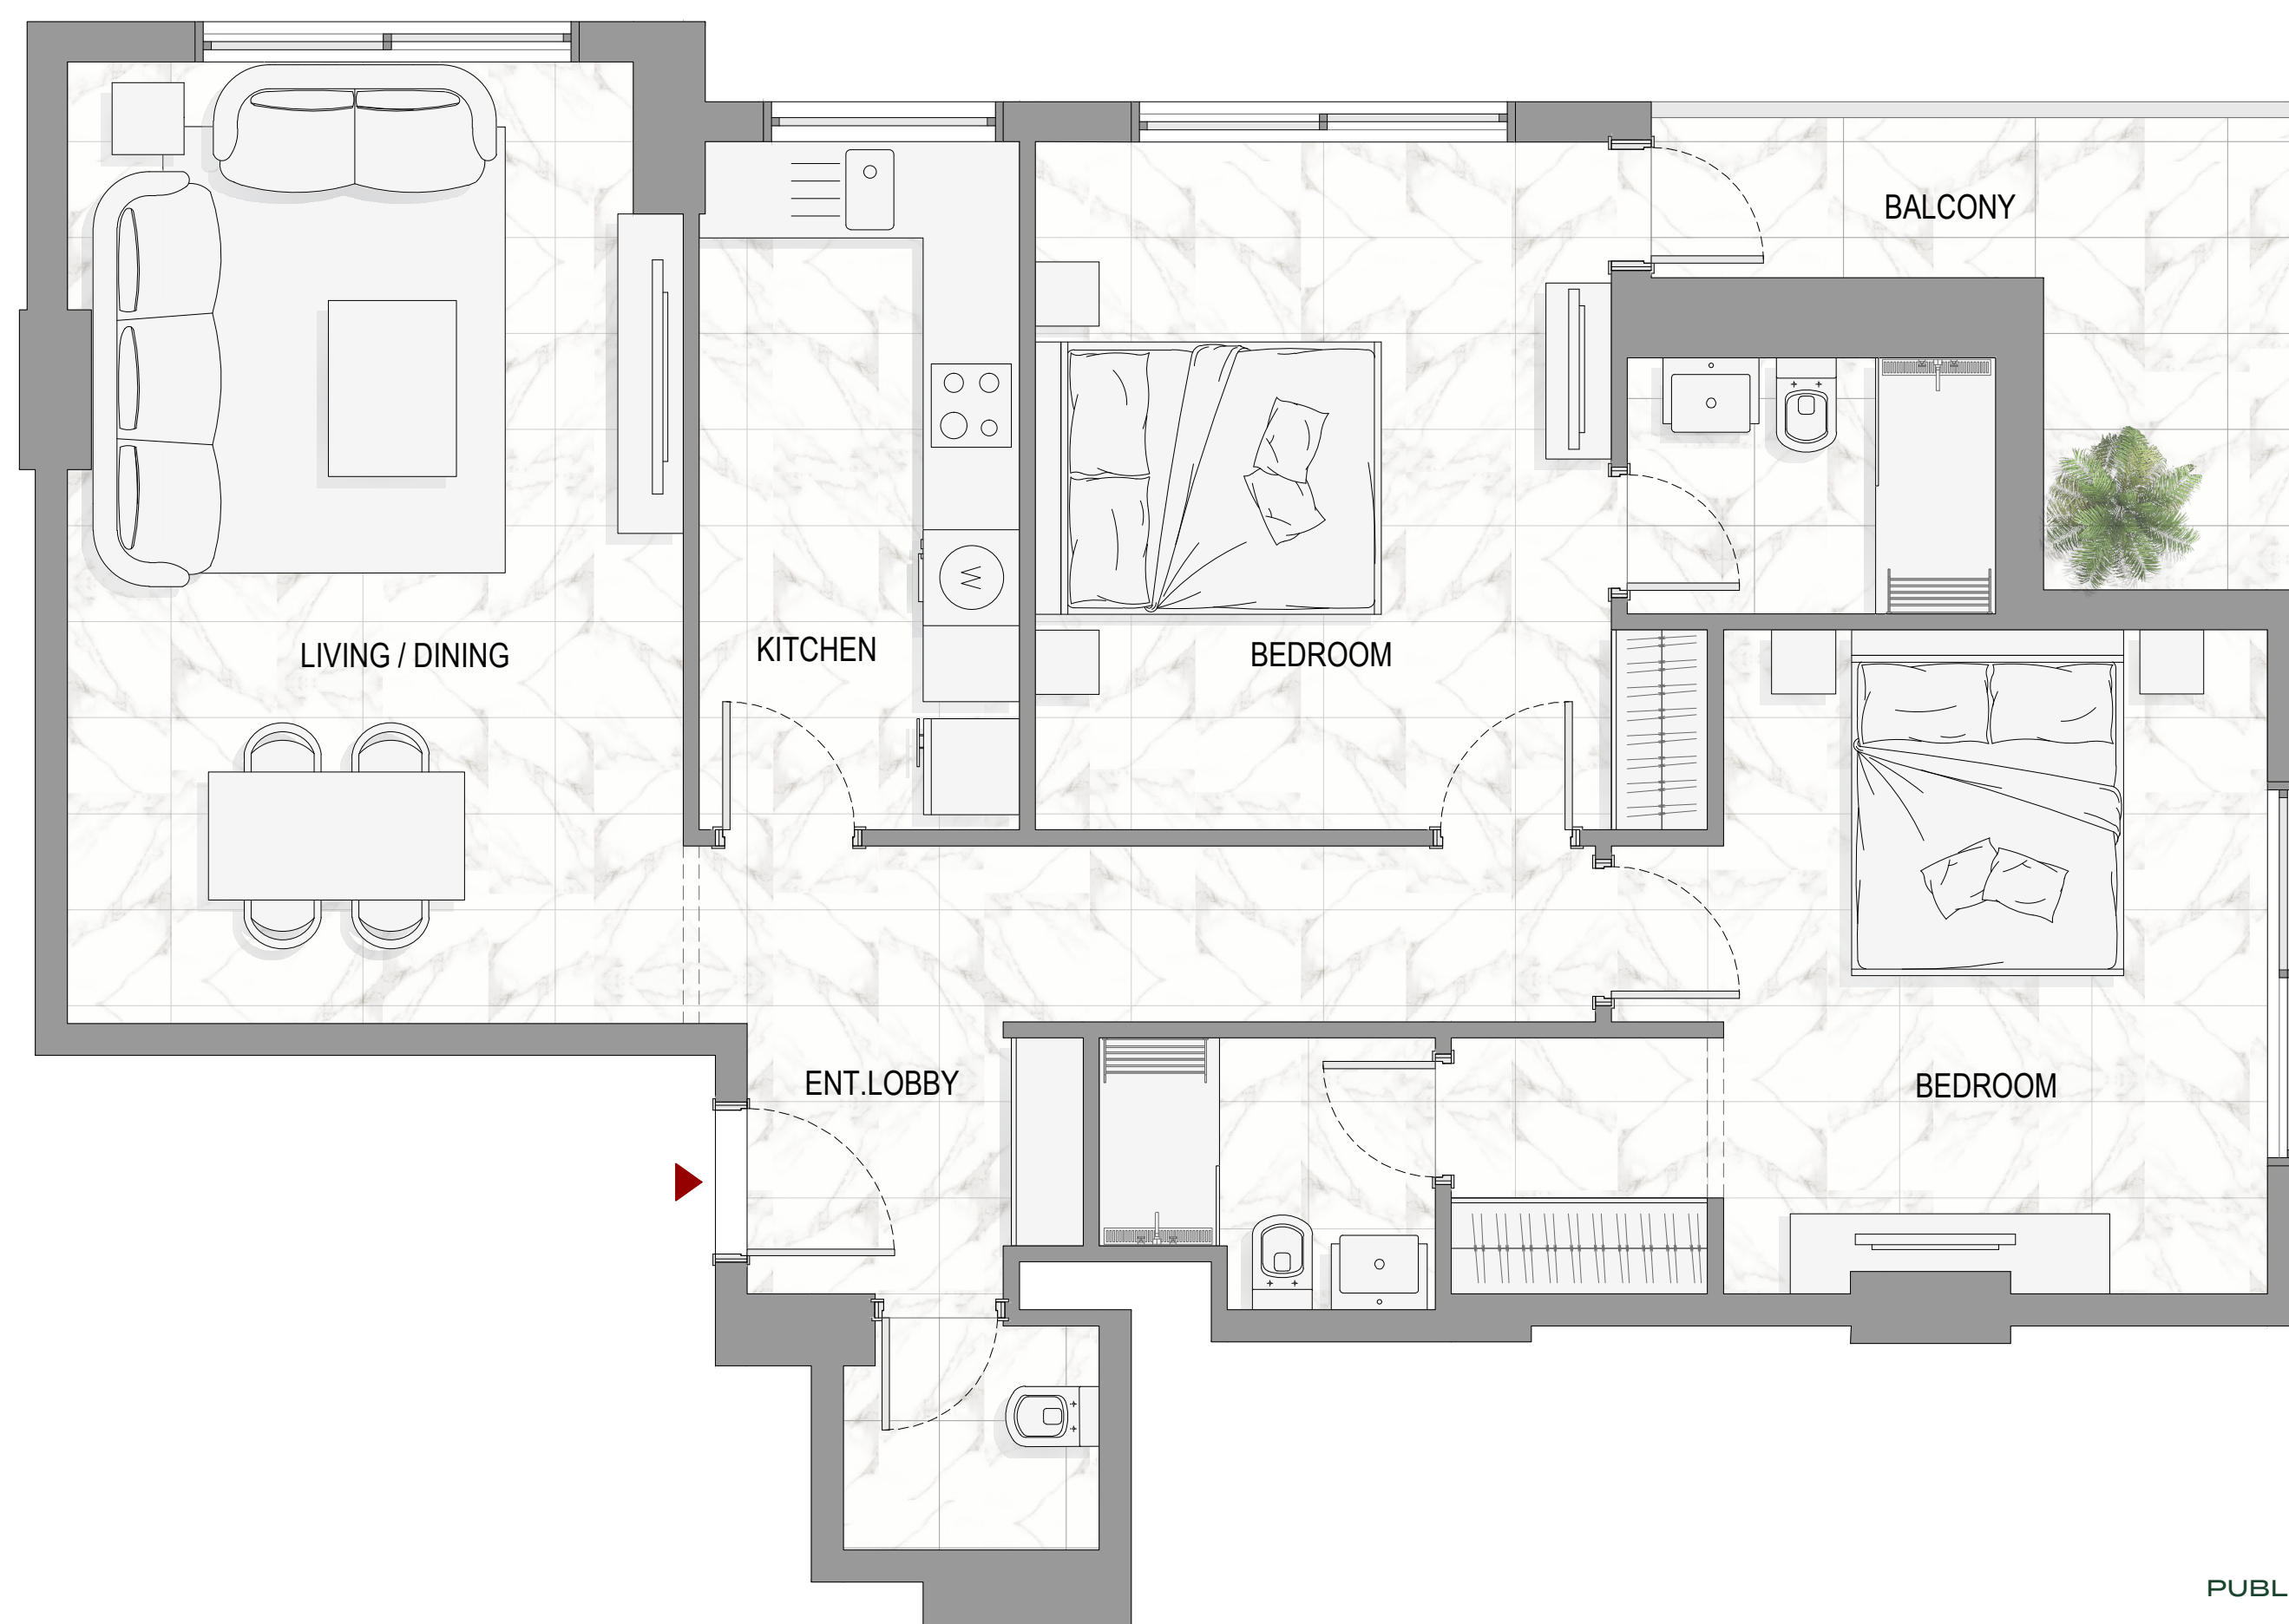 BALCONY
LIVING / DINING
KITCHEN
BEDROOM
W
ENT.LOBBY
BEDROOM
PUBL